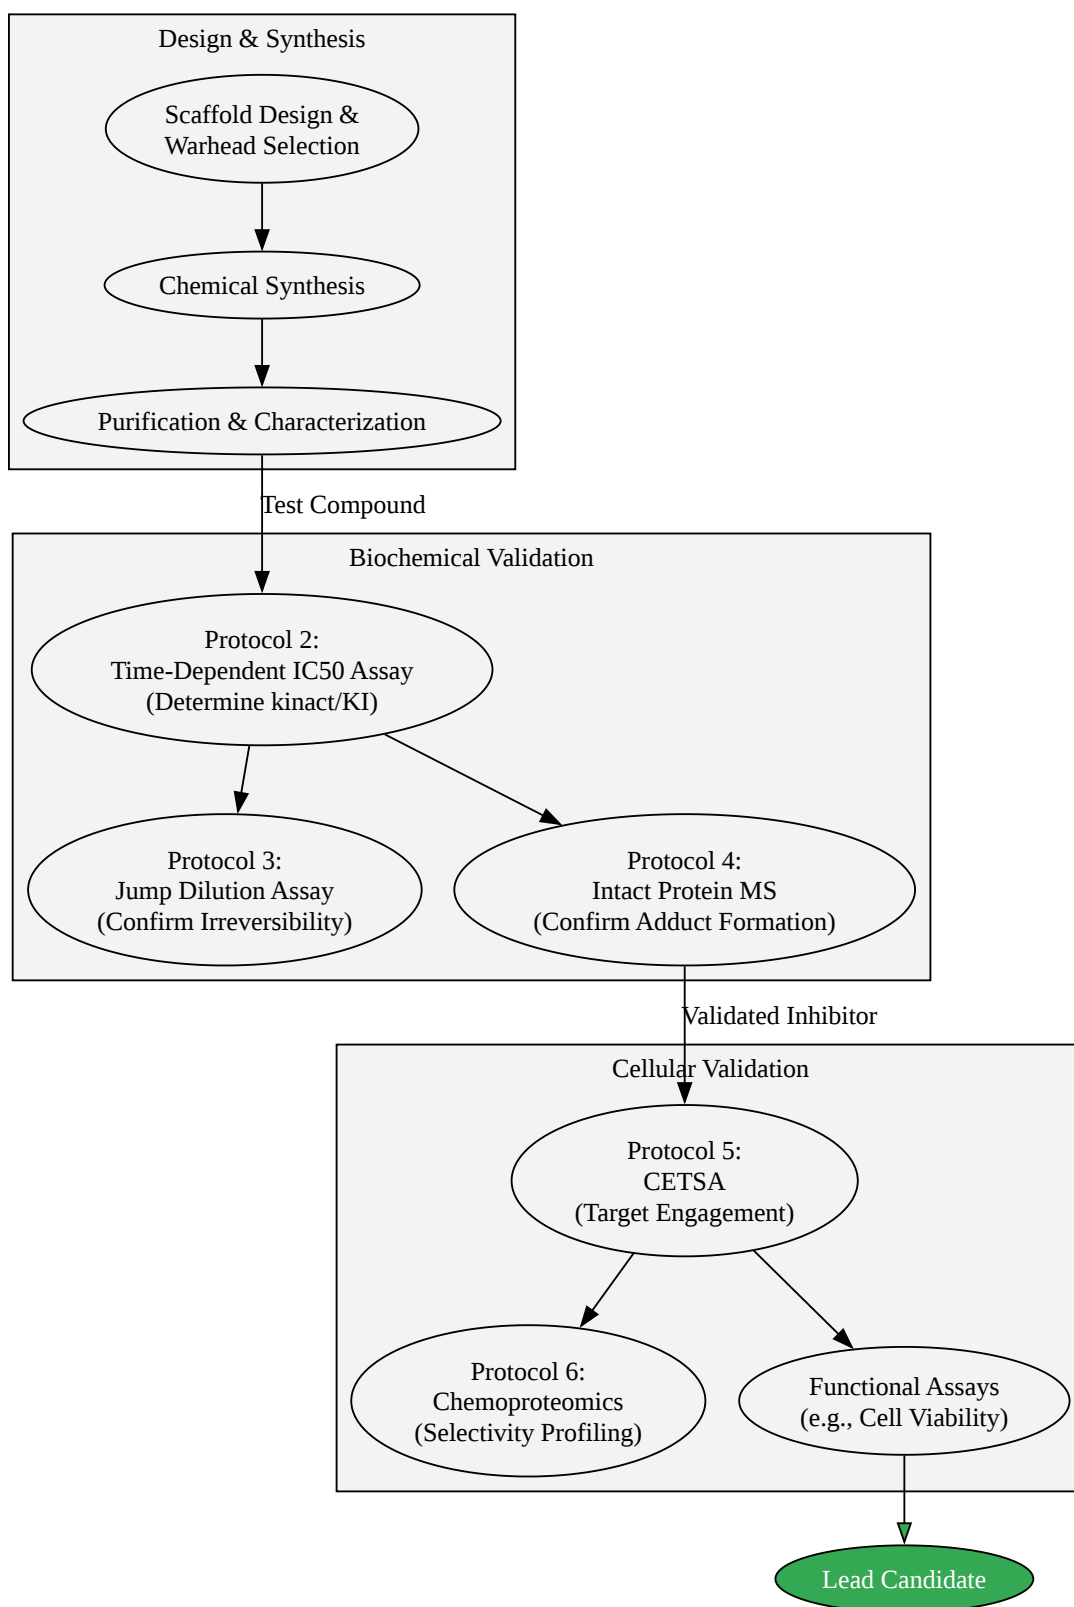 Design & Synthesis
Scaffold Design &
Warhead Selection
Chemical Synthesis
Purification & Characterization
Test Compound
Biochemical Validation
Protocol 2:
Time-Dependent IC50 Assay
(Determine kinact/KI)
Protocol 3:
Jump Dilution Assay
(Confirm Irreversibility)
Protocol 4:
Intact Protein MS
(Confirm Adduct Formation)
Validated Inhibitor
Cellular Validation
Protocol 5:
CETSA
(Target Engagement)
Protocol 6:
Chemoproteomics
(Selectivity Profiling)
Functional Assays
(e.g., Cell Viability)
Lead Candidate